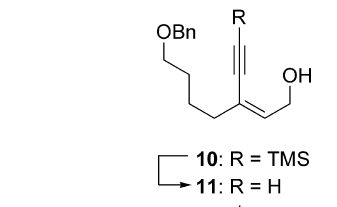 R
OBn
OH
10: R = TMS
11: R = H